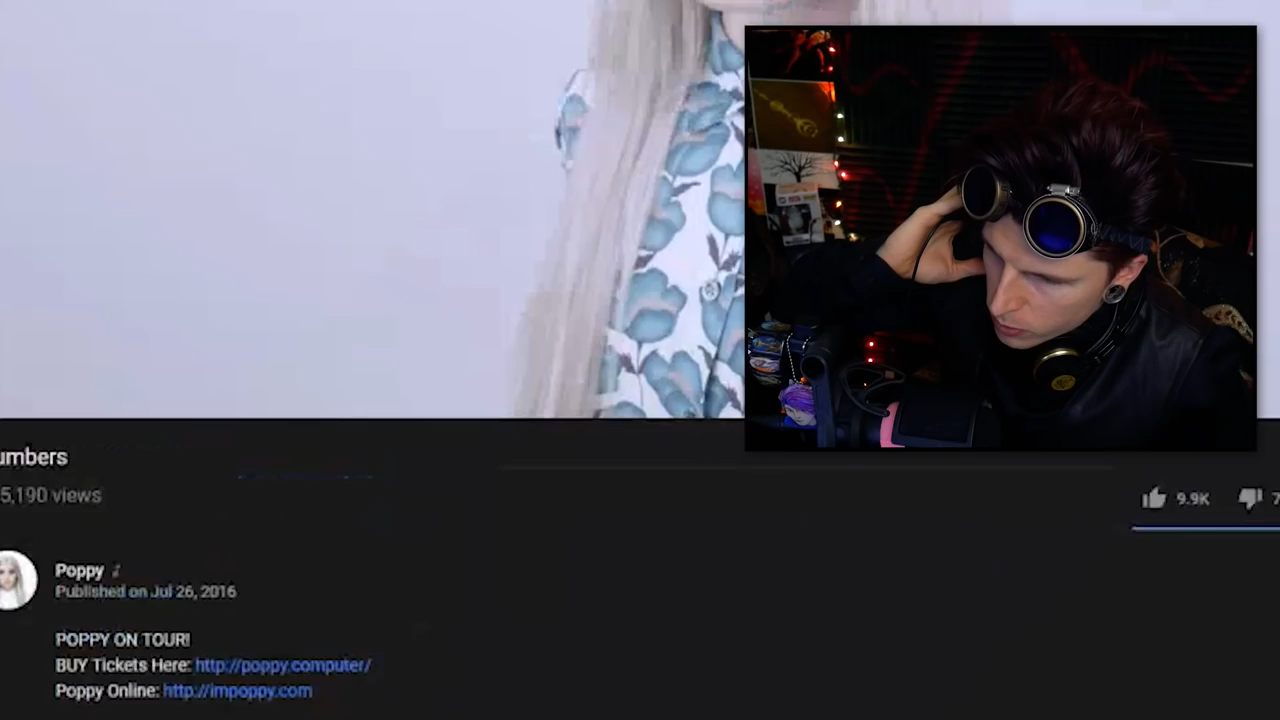 umbers
5,190 views
9.9K
7
Poppy
Published on Jul 26, 2016
POPPY ON TOUR!
BUY Tickets Here: http://poppy.computer/
Poppy Online: http://impoppy.com